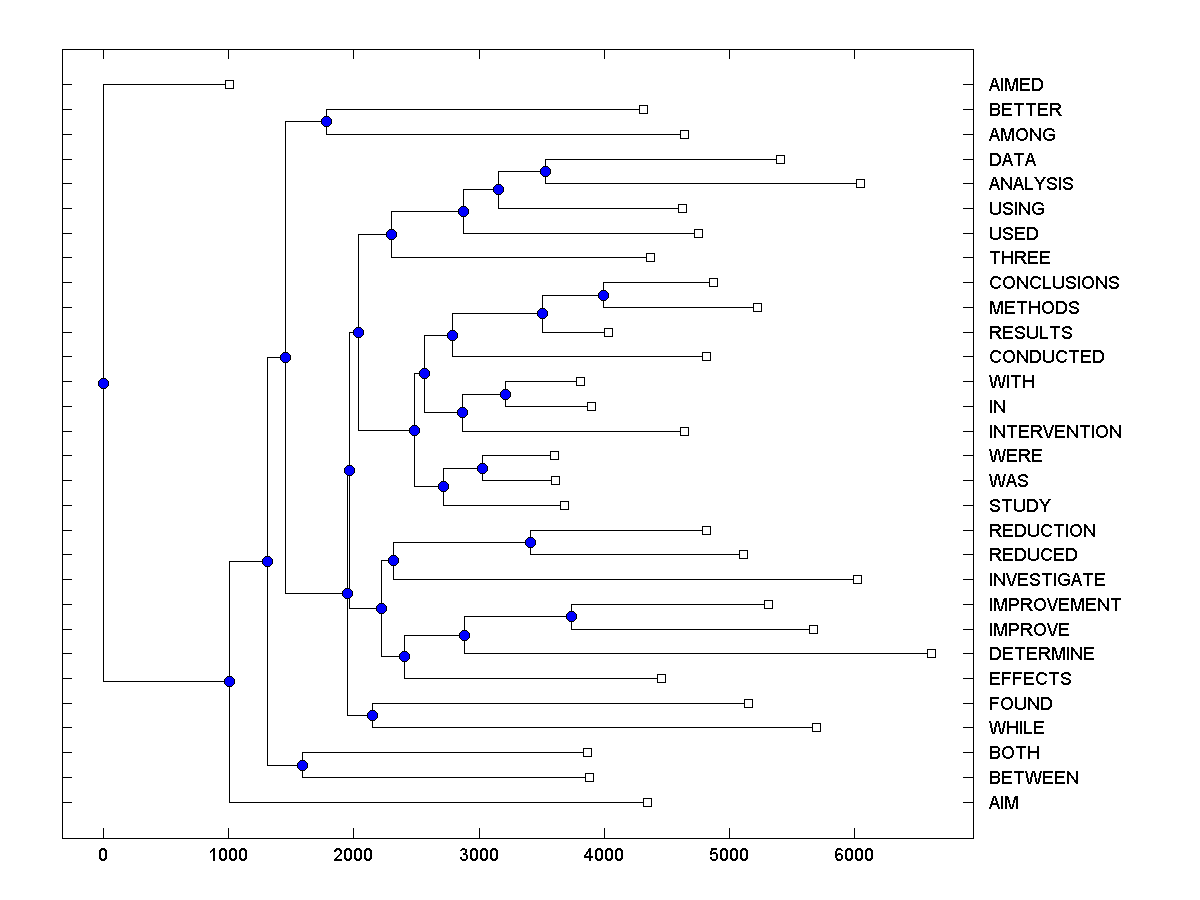 AIMED
BETTER
AMONG
DATA
ANALYSIS
USING
USED
THREE
CONCLUSIONS
METHODS
RESULTS
CONDUCTED
WITH
IN
INTERVENTION
WERE
WAS
STUDY
REDUCTION
REDUCED
INVESTIGATE
IMPROVEMENT
IMPROVE
DETERMINE
EFFECTS
FOUND
WHILE
BOTH
BETWEEN
AIM
0 1000 2000 3000 4000 5000 6000